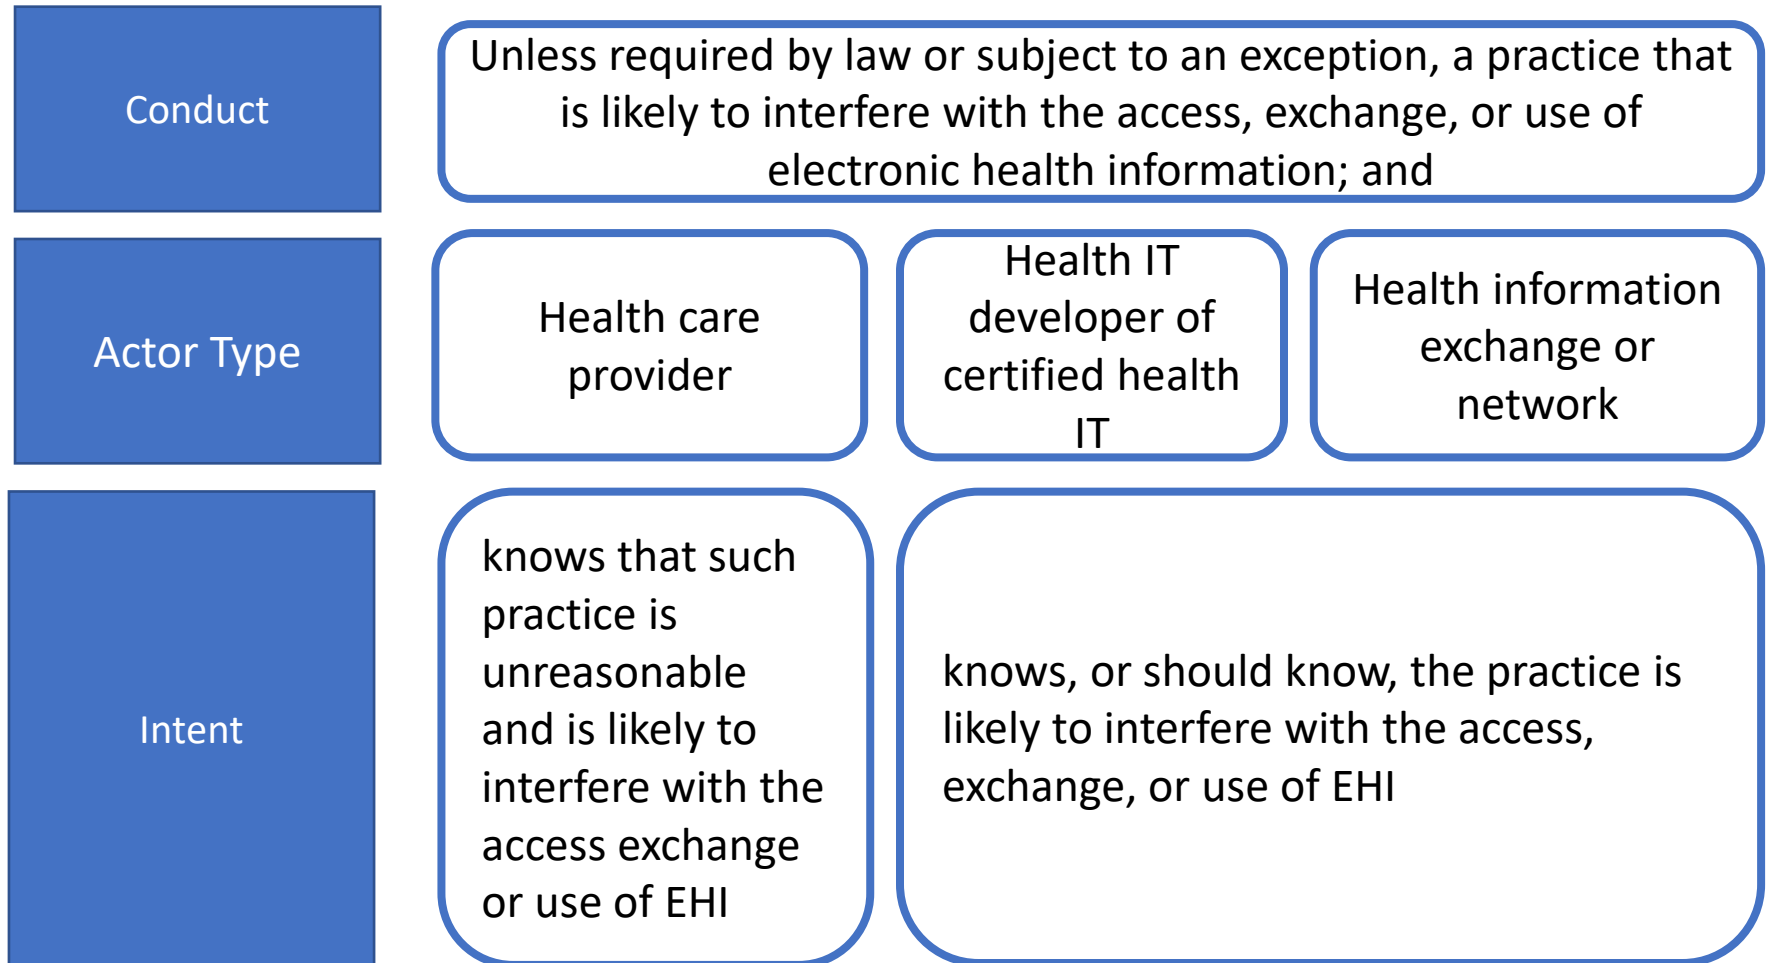 Conduct
Unless required by law or subject to an exception, a practice that
is likely to interfere with the access, exchange, or use of
electronic health information; and
Actor Type
Health care
provider
Health IT
developer of
certified health
IT
Health information
exchange or
network
Intent
knows that such
practice is
unreasonable
and is likely to
interfere with the
access exchange
or use of EHI
knows, or should know, the practice is
likely to interfere with the access,
exchange, or use of EHI